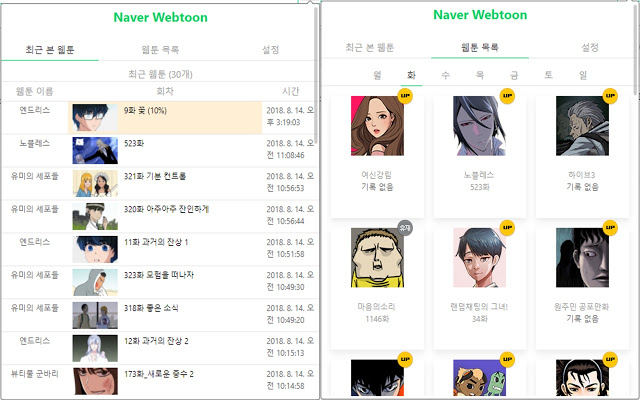 Naver Webtoon
최근 본 웹툰 웹툰 목록 설정
최근 웹툰 (30개)
웹툰 이름 회차 시간
엔드리스 9화 꽃 (10%) 2018. 8. 14. 오
후 3:19:03
노블레스 523화 2018. 8. 14. 오
전 11:08:46
유미의 세포들 321화 기본 컨트롤 2018. 8. 14. 오
전 10:56:53
유미의 세포들 320화 아주아주 잔인하게 2018. 8. 14. 오
전 10:56:44
엔드리스 11화 과거의 잔상 1 2018. 8. 14. 오
전 10:51:58
유미의 세포들 323화 모험을 떠나자 2018. 8. 14. 오
전 10:49:30
유미의 세포들 318화 좋은 소식 2018. 8. 14. 오
전 10:49:20
엔드리스 12화 과거의 잔상 2 2018. 8. 14. 오
전 10:15:13
뷰티풀 군바리 173화_새로운 중수 2 2018. 8. 14. 오
전 10:14:58
Naver Webtoon
최근 본 웹툰 웹툰 목록 설정
월 화 수 목 금 토 일
UP UP UP
여신강림 노블레스 하이브3
기록 없음 523화 기록 없음
휴재 UP UP
마음의소리 랜덤채팅의 그녀! 원주민 공포만화
1146화 34화 기록 없음
UP UP UP